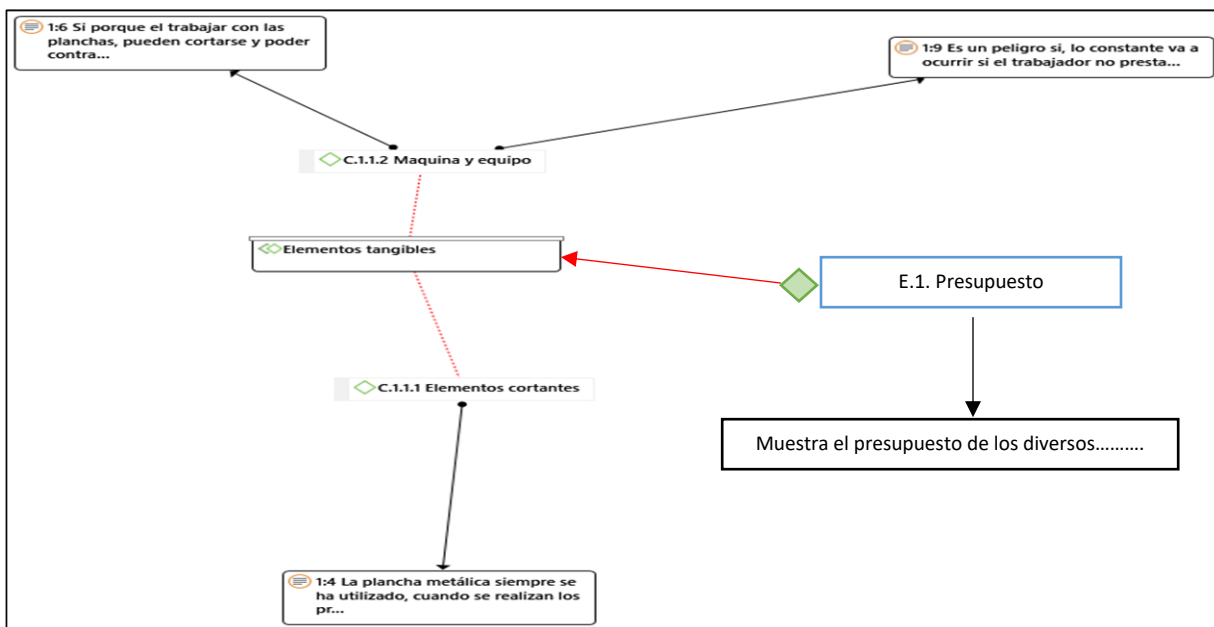 1:6 Si porque el trabajar con las
planchas, pueden cortarse y poder
contra...
1:9 Es un peligro si, lo constante va a
ocurrir si el trabajador no presta...
C.1.1.2 Maquina y equipo
Elementos tangibles
E.1. Presupuesto
C.1.1.1 Elementos cortantes
Muestra el presupuesto de los diversos..........
1:4 La plancha metálica siempre se
ha utilizado, cuando se realizan los
pr...